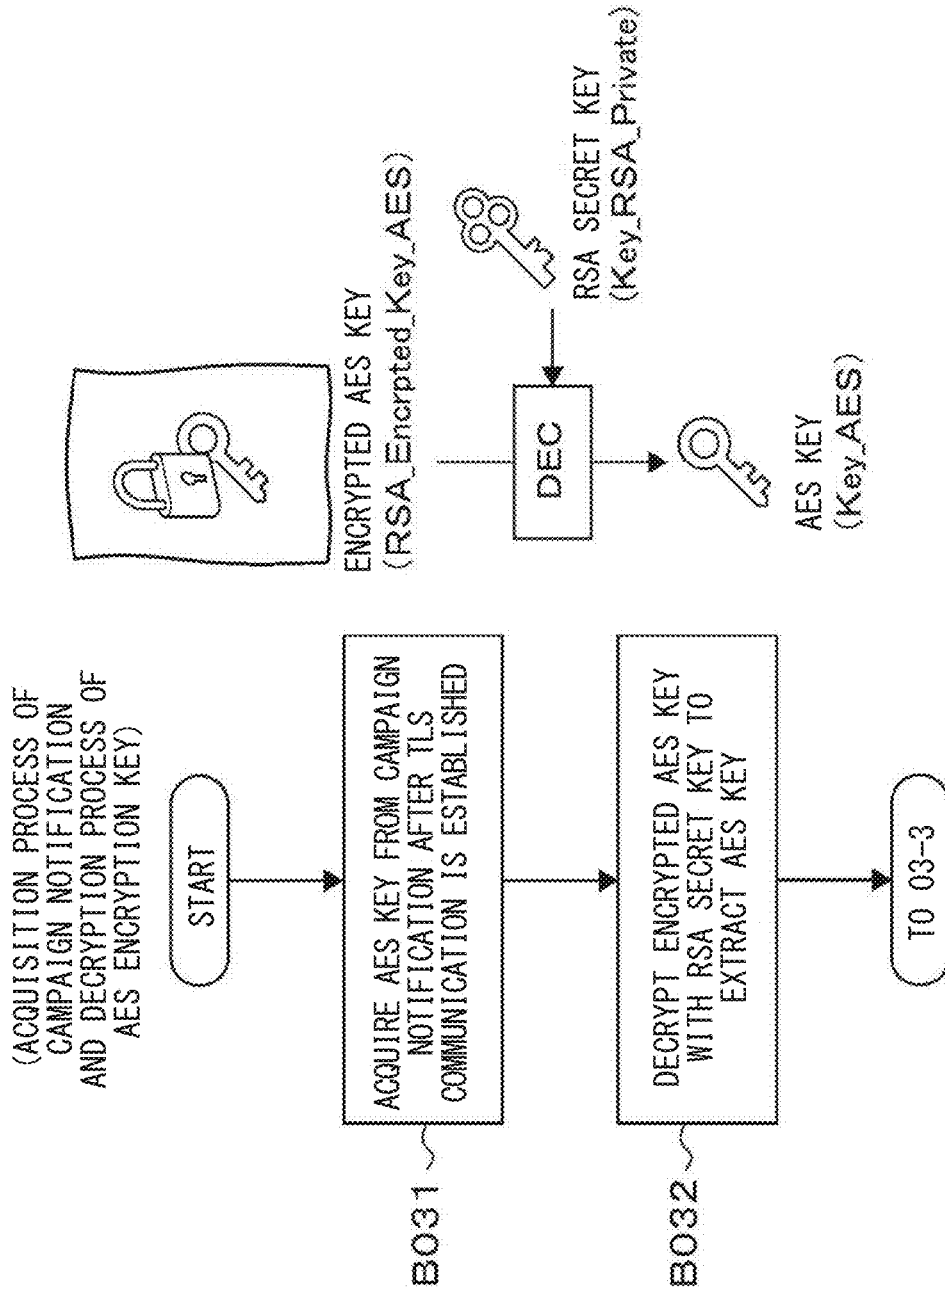 (ACQUISITION PROCESS OF
CAMPAIGN NOTIFICATION
AND DECRYPTION PROCESS OF
AES ENCRYPTION KEY)
START
B031
ACQUIRE AES KEY FROM CAMPAIGN
NOTIFICATION AFTER TLS
COMMUNICATION IS ESTABLISHED
B032
DECRYPT ENCRYPTED AES KEY
WITH RSA SECRET KEY TO
EXTRACT AES KEY
TO 03-3
ENCRYPTED AES KEY
(RSA_Encrpted_Key_AES)
DEC
RSA SECRET KEY
(Key_RSA_Private)
AES KEY
(Key_AES)